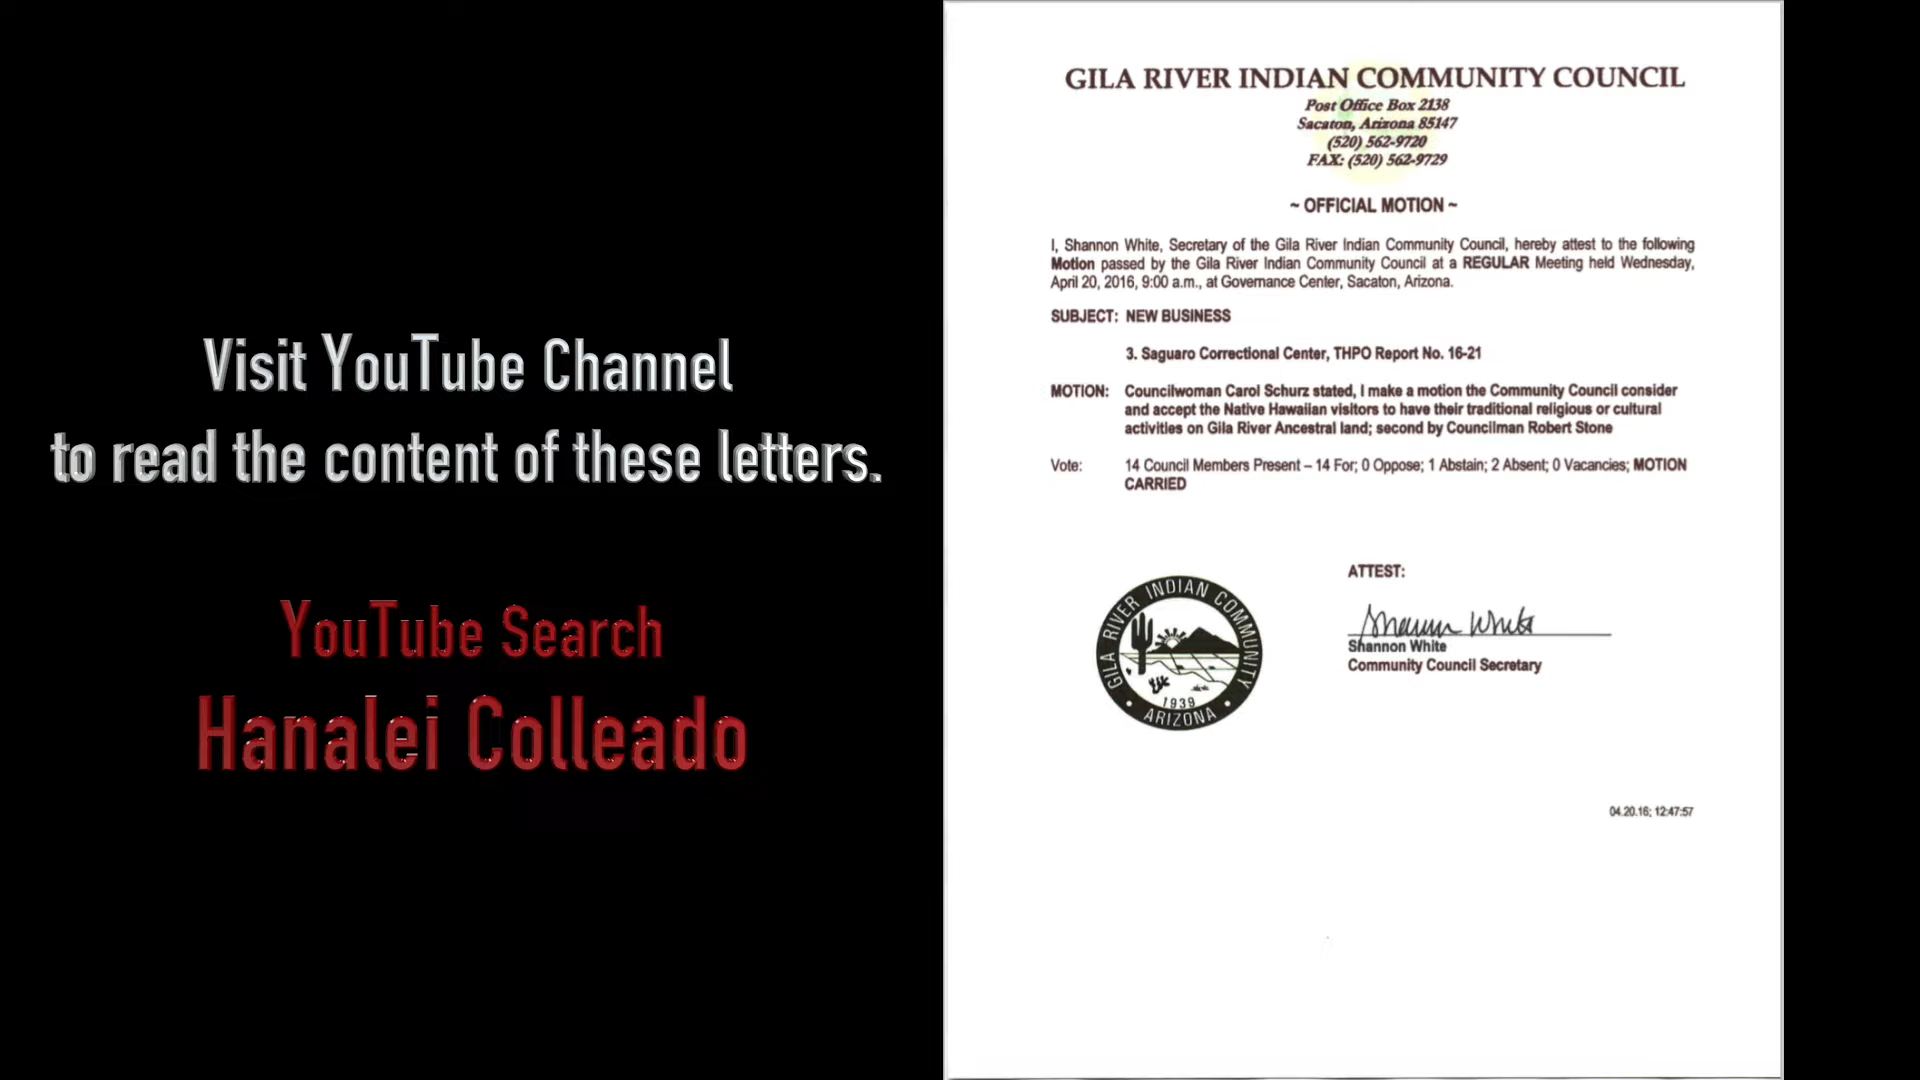 Visit YouTube Channel
to read the content of these letters.
YouTube Search
Hanalei Colleado
GILA RIVER INDIAN COMMUNITY COUNCIL
Post Office Box 2138
Sacaton, Arizona 85147
(520) 562-9720
FAX: (520) 562-9729
~ OFFICIAL MOTION ~
I, Shannon White, Secretary of the Gila River Indian Community Council, hereby attest to the following
Motion passed by the Gila River Indian Community Council at a REGULAR Meeting held Wednesday,
April 20, 2016, 9:00 a.m., at Governance Center, Sacaton, Arizona.
SUBJECT: NEW BUSINESS
3. Saguaro Correctional Center, THPO Report No. 16-21
MOTION: Councilwoman Carol Schurz stated, I make a motion the Community Council consider
and accept the Native Hawaiian visitors to have their traditional religious or cultural
activities on Gila River Ancestral land; second by Councilman Robert Stone
Vote: 14 Council Members Present – 14 For; 0 Oppose; 1 Abstain; 2 Absent; 0 Vacancies; MOTION
CARRIED
GILA RIVER INDIAN COMMUNITY
1939
ARIZONA
ATTEST:
Shannon White
Shannon White
Community Council Secretary
04.20.16; 12:47:57